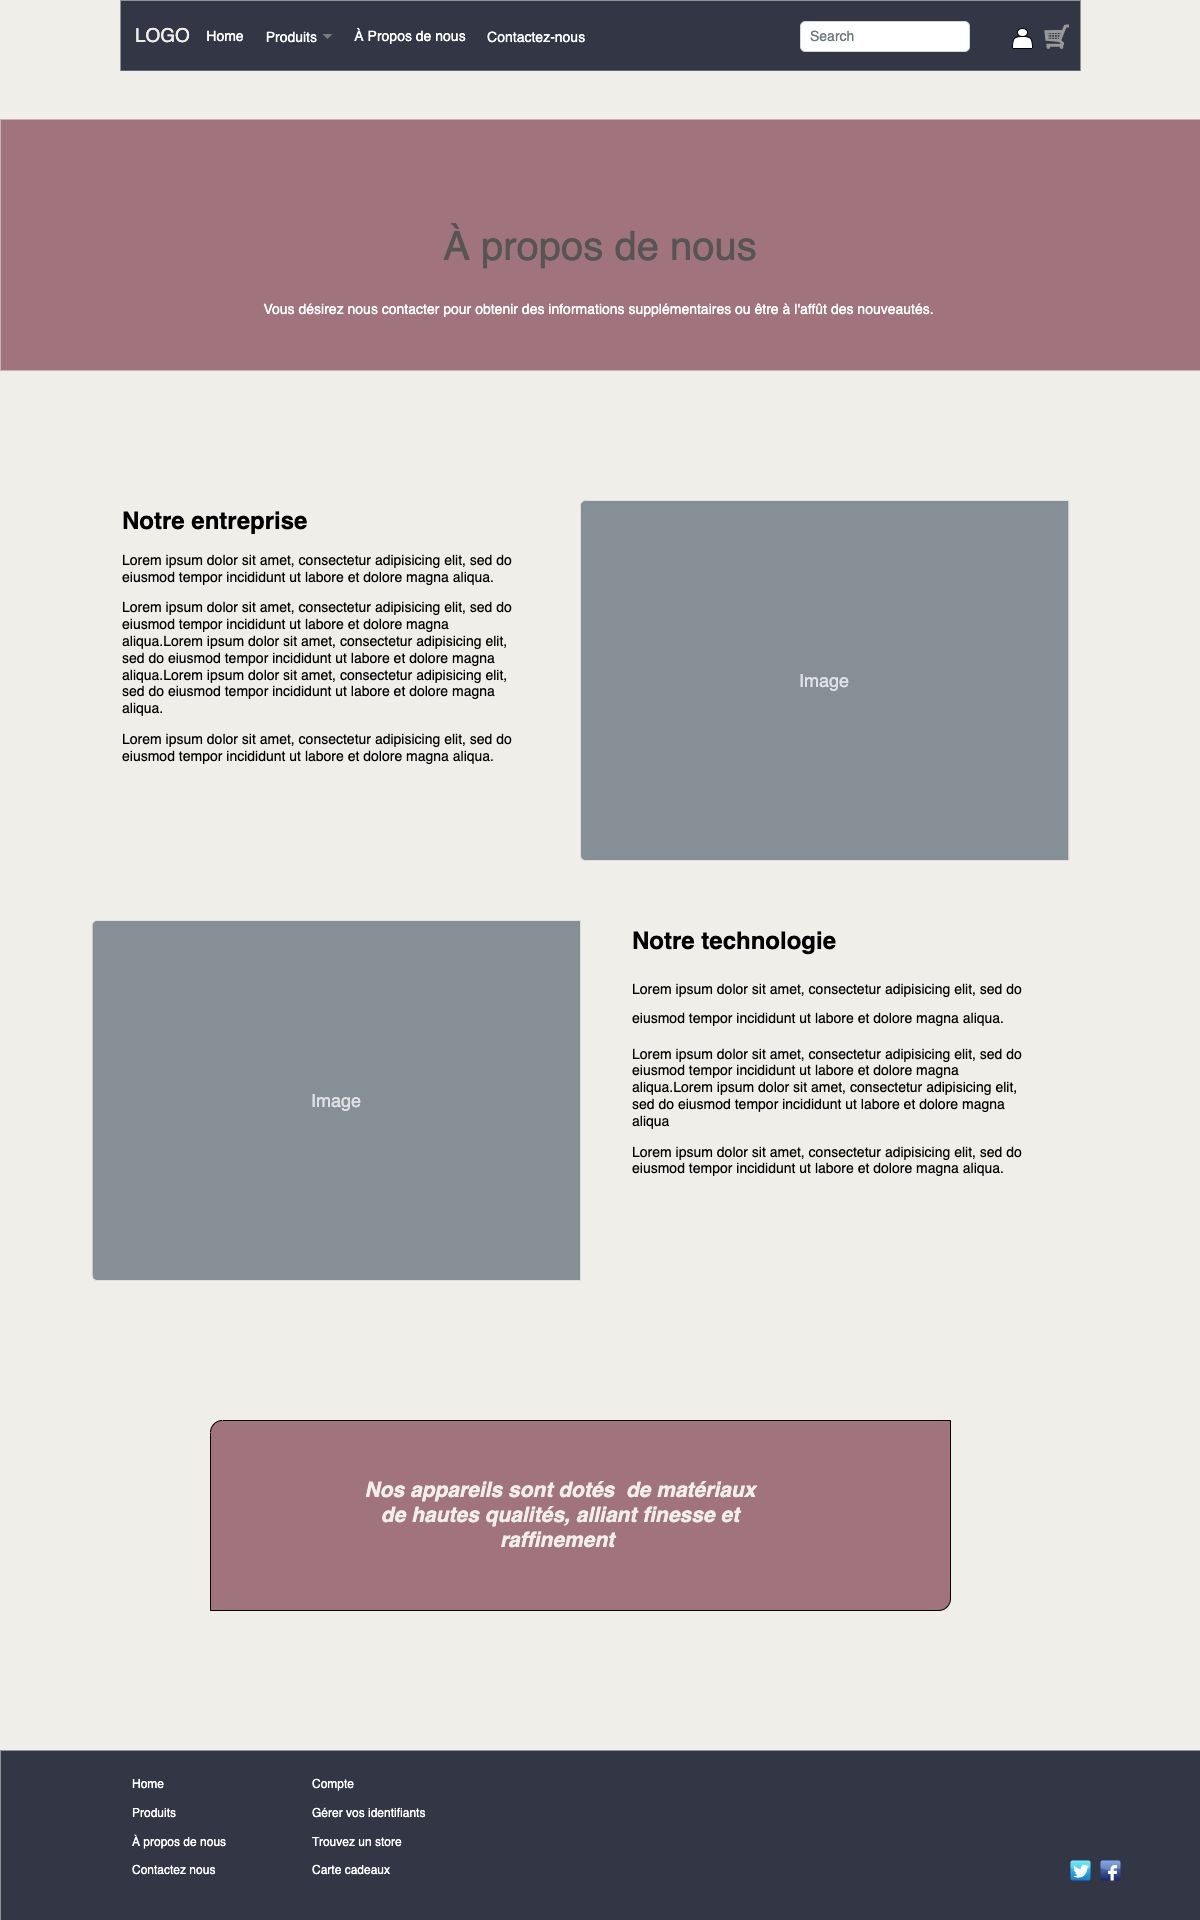 LOGO Home Produits À Propos de nous Contactez-nous Search
À propos de nous
Vous désirez nous contacter pour obtenir des informations supplémentaires ou être à l'affût des nouveautés.
Notre entreprise
Lorem ipsum dolor sit amet, consectetur adipisicing elit, sed do
eiusmod tempor incididunt ut labore et dolore magna aliqua.
Lorem ipsum dolor sit amet, consectetur adipisicing elit, sed do
eiusmod tempor incididunt ut labore et dolore magna
aliqua.Lorem ipsum dolor sit amet, consectetur adipisicing elit,
sed do eiusmod tempor incididunt ut labore et dolore magna
aliqua.Lorem ipsum dolor sit amet, consectetur adipisicing elit,
sed do eiusmod tempor incididunt ut labore et dolore magna
aliqua.
Lorem ipsum dolor sit amet, consectetur adipisicing elit, sed do
eiusmod tempor incididunt ut labore et dolore magna aliqua.
Image
Image
Notre technologie
Lorem ipsum dolor sit amet, consectetur adipisicing elit, sed do
eiusmod tempor incididunt ut labore et dolore magna aliqua.
Lorem ipsum dolor sit amet, consectetur adipisicing elit, sed do
eiusmod tempor incididunt ut labore et dolore magna
aliqua.Lorem ipsum dolor sit amet, consectetur adipisicing elit,
sed do eiusmod tempor incididunt ut labore et dolore magna
aliqua
Lorem ipsum dolor sit amet, consectetur adipisicing elit, sed do
eiusmod tempor incididunt ut labore et dolore magna aliqua.
Nos appareils sont dotés  de matériaux
de hautes qualités, alliant finesse et
raffinement
Home
Produits
À propos de nous
Contactez nous
Compte
Gérer vos identifiants
Trouvez un store
Carte cadeaux